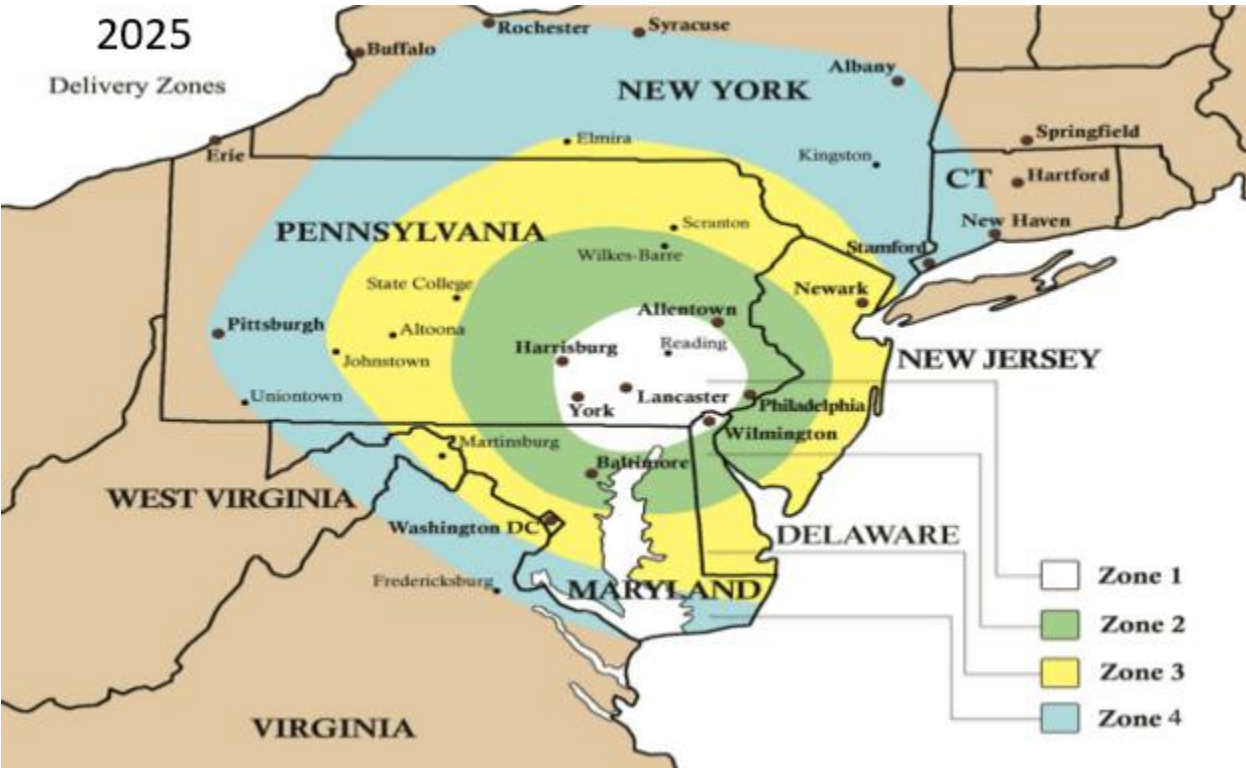 2025
Delivery Zones
Rochester
Syracuse
Buffalo
Albany
NEW YORK
Elmira
Springfield
Erie
Kingston
CT
Hartford
PENNSYLVANIA
Scranton
New Haven
Wilkes-Barre
Stamford
State College
Newark
Allentown
Pittsburgh
Altoona
Harrisburg
Reading
Johnstown
NEW JERSEY
Uniontown
Lancaster
York
Philadelphia
Wilmington
Martinsburg
Baltimore
WEST VIRGINIA
Washington DC
DELAWARE
Fredericksburg
MARYLAND
Zone 1
Zone 2
Zone 3
Zone 4
VIRGINIA